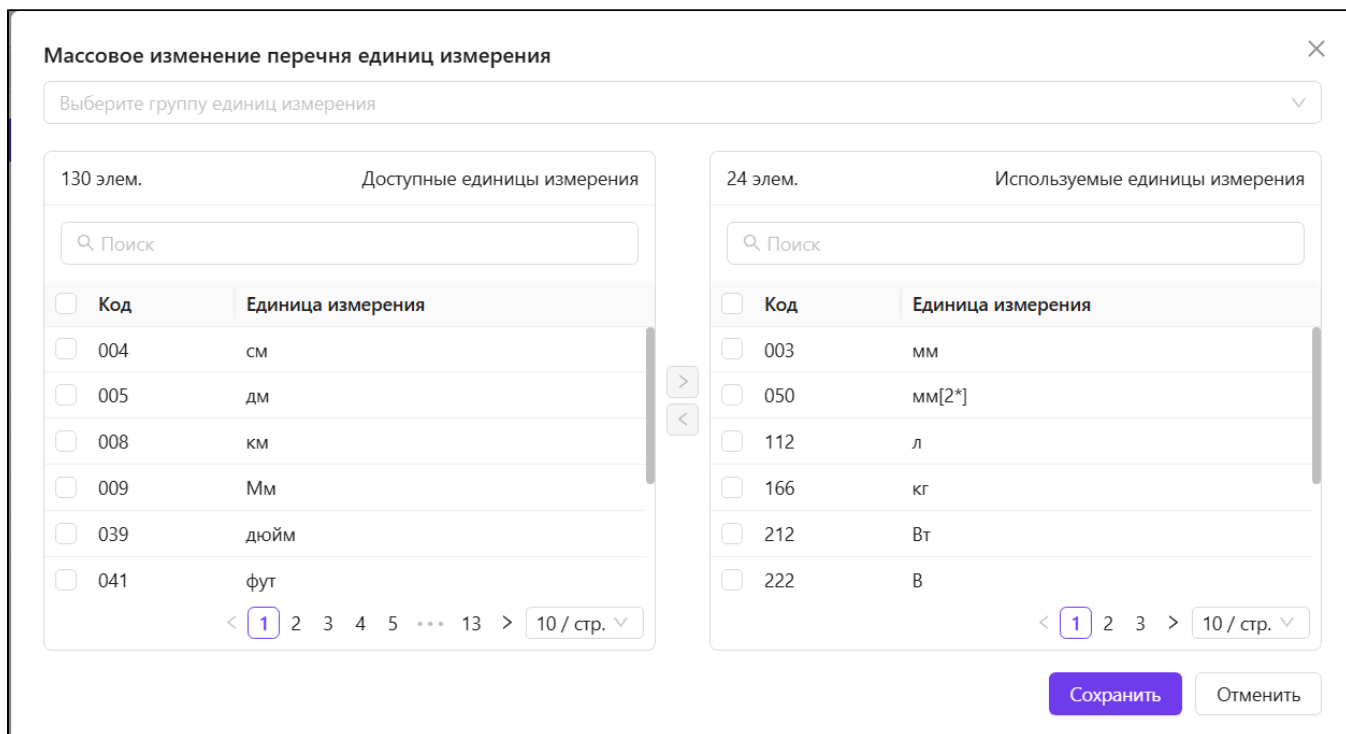 Массовое изменение перечня единиц измерения
Выберите группу единиц измерения
130 элем. Доступные единицы измерения
Поиск
Код Единица измерения
004 см
005 дм
008 км
009 Мм
039 дюйм
041 фут
< 1 2 3 4 5 ••• 13 > 10 / стр.
>
<
24 элем. Используемые единицы измерения
Поиск
Код Единица измерения
003 мм
050 мм[2*]
112 л
166 кг
212 Вт
222 В
< 1 2 3 > 10 / стр.
Сохранить Отменить